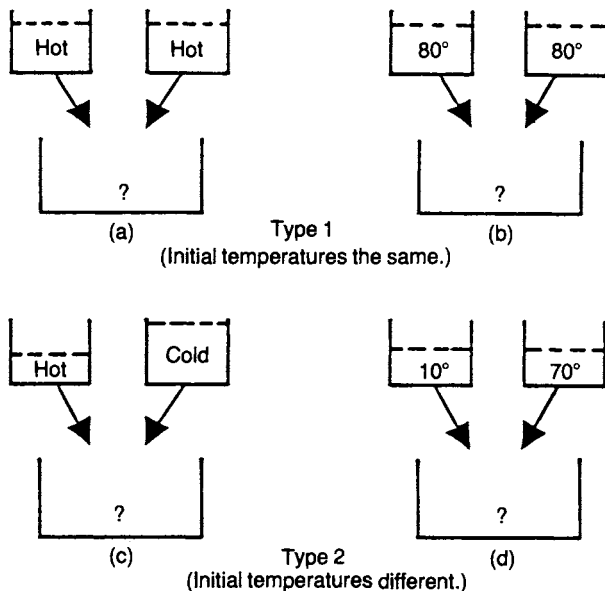 Hot Hot 80° 80°
? ?
(a) Type 1 (b)
(Initial temperatures the same.)
Hot Cold 10° 70°
? ?
(c) Type 2 (d)
(Initial temperatures different.)